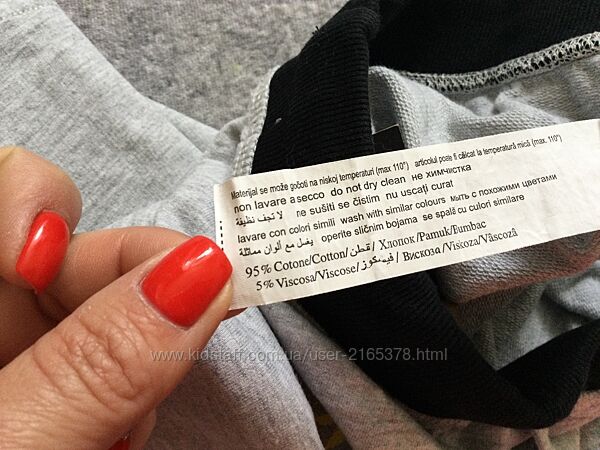 Materijal se može goboti na niskoj temperaturi (max 110°) articolul poate fi călcat la temperatură mică (max. 110°)
non lavare a secco do not dry clean не химчистка
لا تجف نظيفة ne sušiti se čistim nu uscați curat
lavare con colori simili wash with similar colours мыть с похожими цветами
يغسل مع ألوان مماثلة operite sličnim bojama se spală cu culori similare
95% Cotone/Cotton/قطن/ Хлопок/Pamuk/Bumbac
5% Viscosa/Viscose/فيسكوز/ Вискоза/Viskoza/Vâscoză
www.kidstaff.com.ua/user-2165378.html